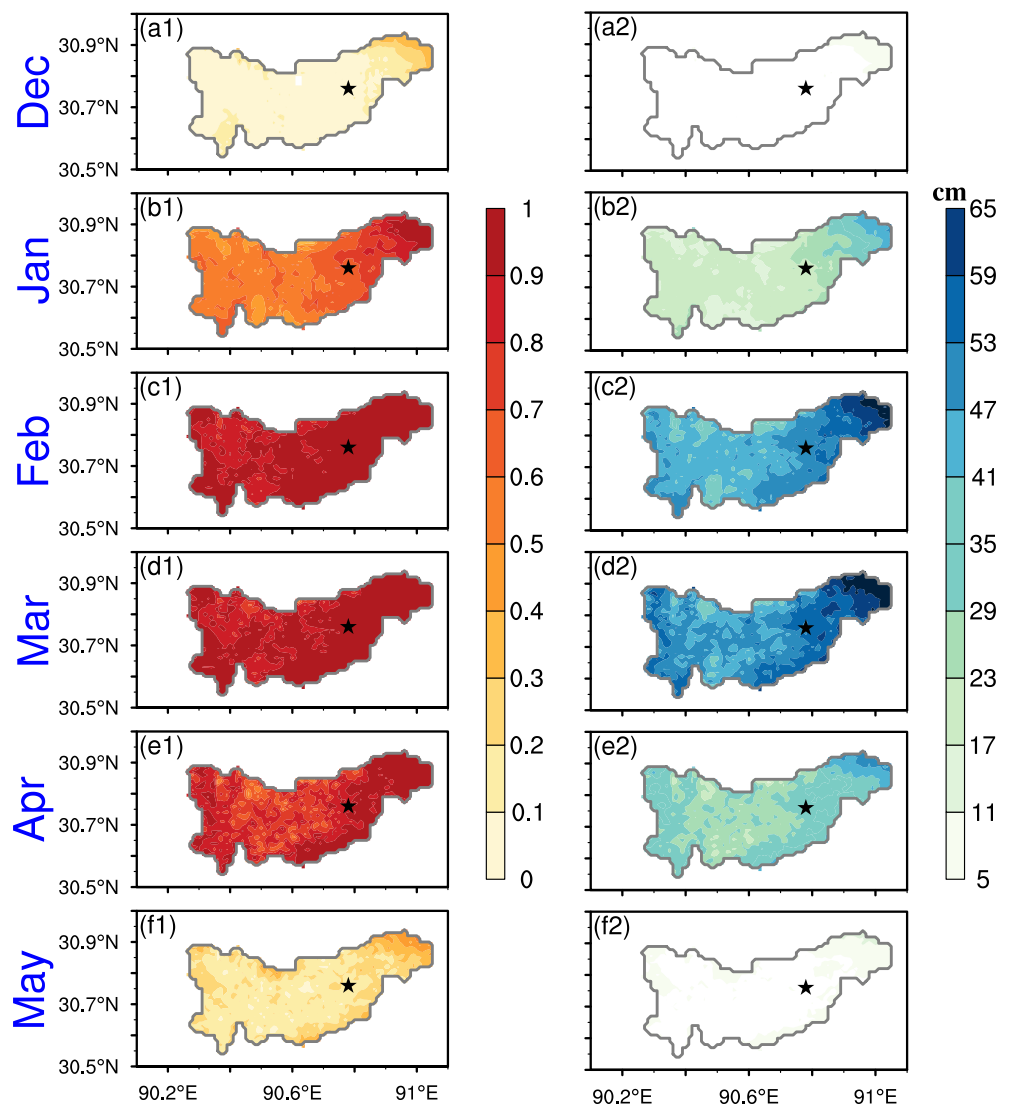 Dec
(a1)
30.9°N
30.7°N
30.5°N
(a2)
Jan
(b1)
30.9°N
30.7°N
30.5°N
(b2)
Feb
(c1)
30.9°N
30.7°N
30.5°N
(c2)
Mar
(d1)
30.9°N
30.7°N
30.5°N
(d2)
Apr
(e1)
30.9°N
30.7°N
30.5°N
(e2)
May
(f1)
30.9°N
30.7°N
30.5°N
(f2)
90.2°E 90.6°E 91°E
90.2°E 90.6°E 91°E
1
0.9
0.8
0.7
0.6
0.5
0.4
0.3
0.2
0.1
0
cm
65
59
53
47
41
35
29
23
17
11
5